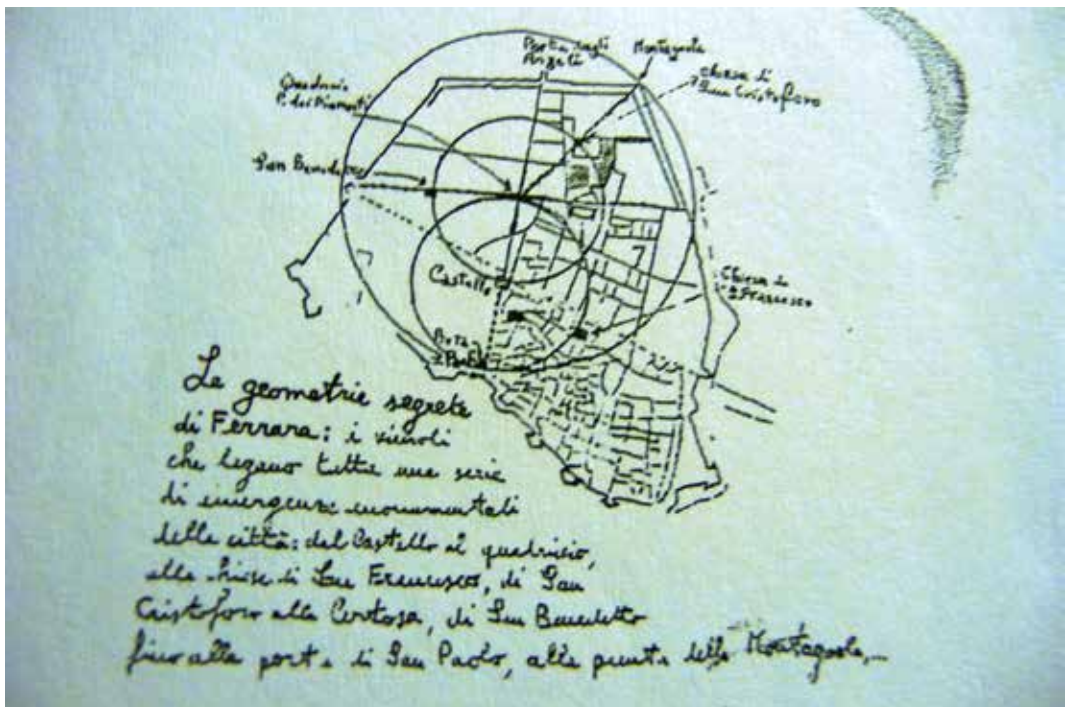 Porta degli
Angeli
Montagnola
chiesa di
San Cristoforo
Quadrivio
P. dei Diamanti
San Benedetto
Castello
Chiesa di
S. Francesco
Porta
S. Paolo
Le geometrie segrete
di Ferrara: i vincoli
che legano tutta una serie
di emergenze monumentali
della città: dal Castello al quadrivio,
alle chiese di San Francesco, di San
Cristoforo alla Certosa, di San Benedetto
fino alla porta di San Paolo, alla punta della Montagnola,...